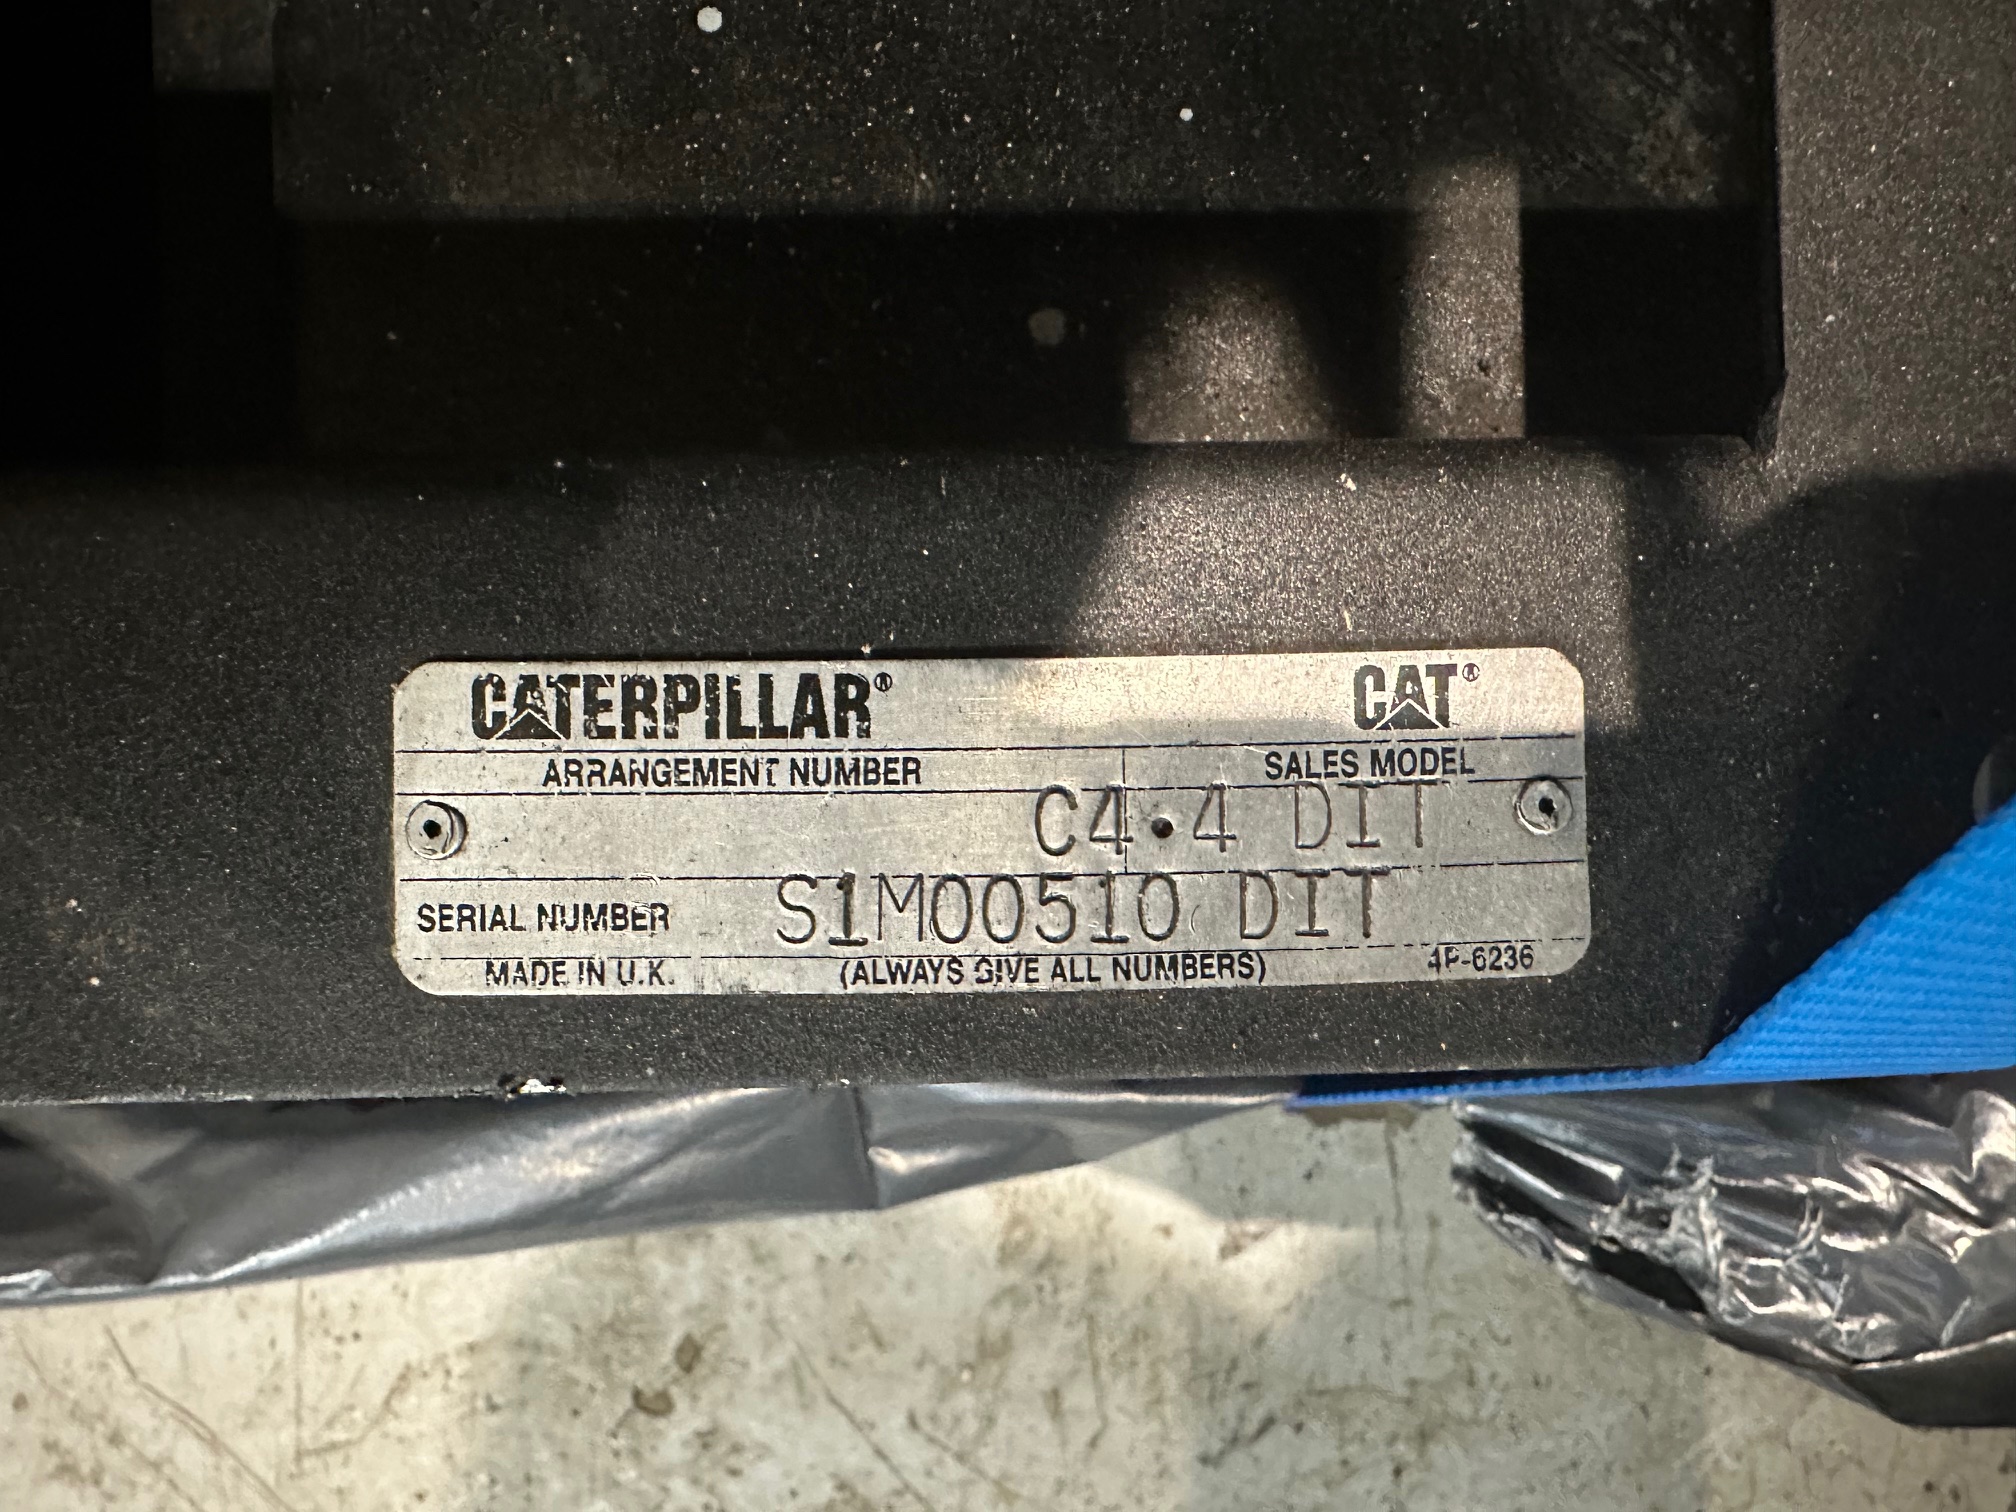 CATERPILLAR® CAT®
ARRANGEMENT NUMBER SALES MODEL
C4.4 DIT
SERIAL NUMBER S1M00510 DIT
MADE IN U.K. (ALWAYS GIVE ALL NUMBERS) 4P-6236